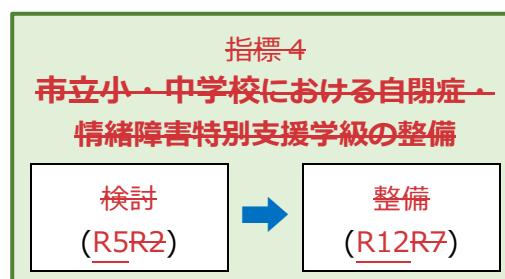 指標 4
市立小・中学校における自閉症・
情緒障害特別支援学級の整備
検討
(R5R2)
整備
(R12R7)